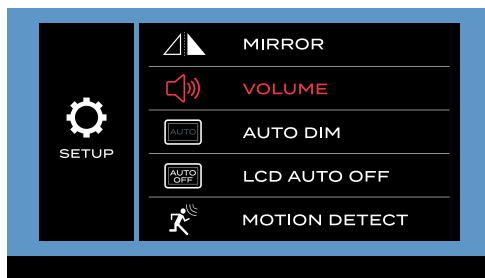 SETUP
MIRROR
VOLUME
AUTO
AUTO DIM
AUTO
OFF
LCD AUTO OFF
MOTION DETECT